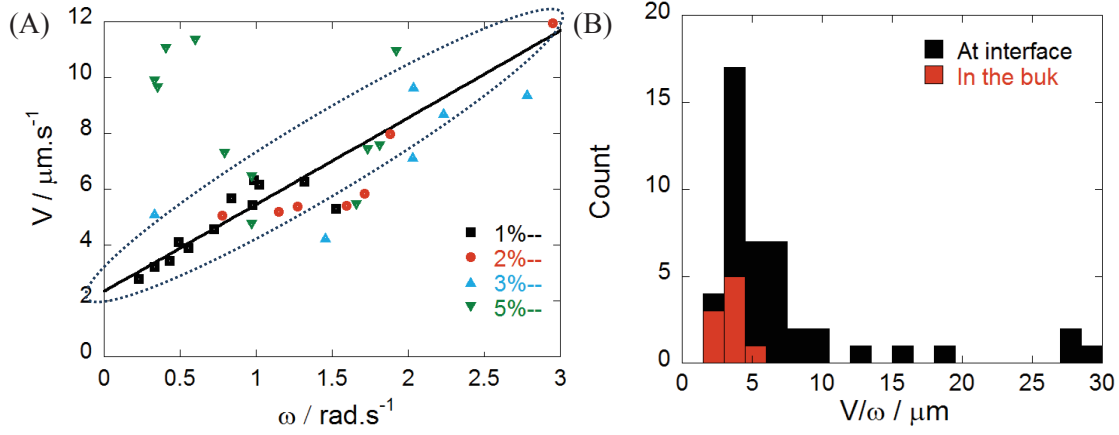 (A)
12
10
8
6
4
2
0
V / μm.s⁻¹
0 0.5 1 1.5 2 2.5 3
ω / rad.s⁻¹
1%--
2%--
3%--
5%--
(B)
20
15
10
5
0
Count
At interface
In the buk
0 5 10 15 20 25 30
V/ω / μm